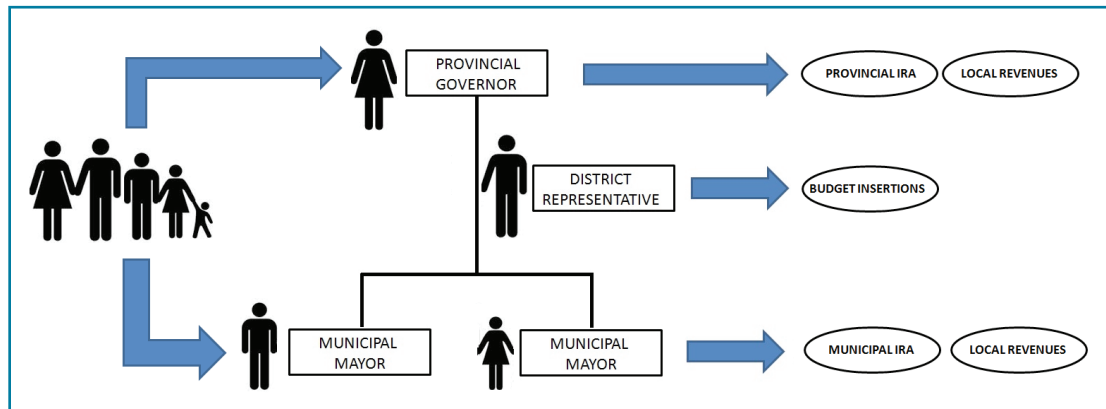 PROVINCIAL
GOVERNOR
PROVINCIAL IRA
LOCAL REVENUES
DISTRICT
REPRESENTATIVE
BUDGET INSERTIONS
MUNICIPAL
MAYOR
MUNICIPAL
MAYOR
MUNICIPAL IRA
LOCAL REVENUES